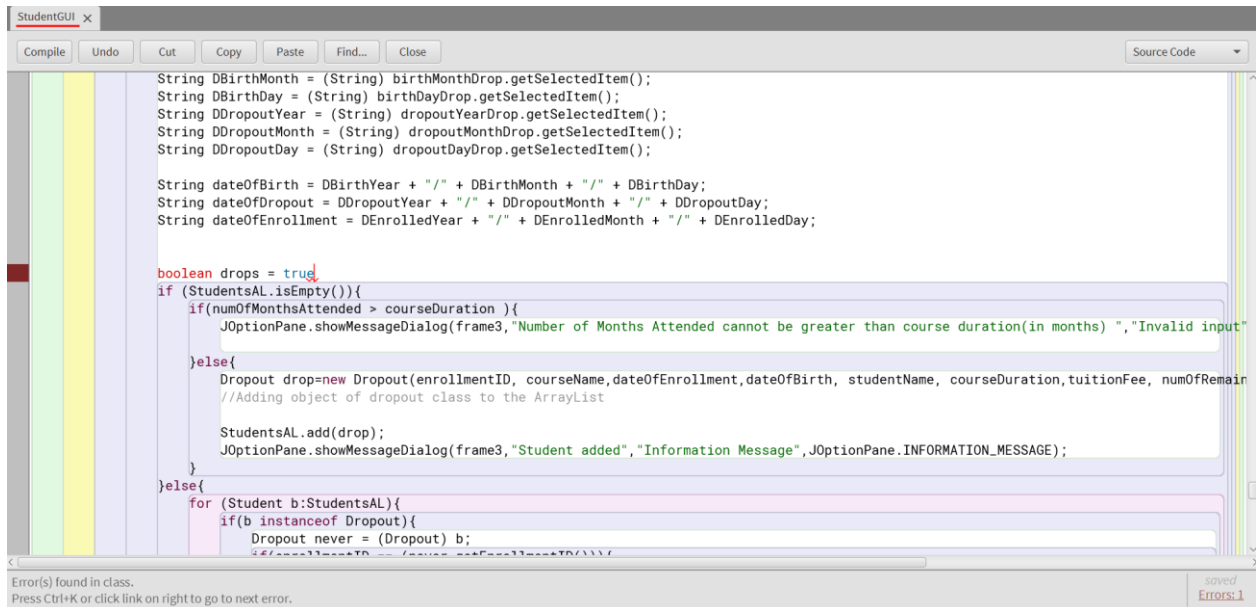 StudentGUI ×
Compile Undo Cut Copy Paste Find... Close Source Code
String DBirthMonth = (String) birthMonthDrop.getSelectedItem();
String DBirthDay = (String) birthDayDrop.getSelectedItem();
String DDropoutYear = (String) dropoutYearDrop.getSelectedItem();
String DDropoutMonth = (String) dropoutMonthDrop.getSelectedItem();
String DDropoutDay = (String) dropoutDayDrop.getSelectedItem();
String dateOfBirth = DBirthYear + "/" + DBirthMonth + "/" + DBirthDay;
String dateOfDropout = DDropoutYear + "/" + DDropoutMonth + "/" + DDropoutDay;
String dateOfEnrollment = DEnrolledYear + "/" + DEnrolledMonth + "/" + DEnrolledDay;
boolean drops = true
if (StudentsAL.isEmpty()){
if(numOfMonthsAttended > courseDuration ){
JOptionPane.showMessageDialog(frame3,"Number of Months Attended cannot be greater than course duration(in months) ","Invalid input"
}else{
Dropout drop=new Dropout(enrollmentID, courseName,dateOfEnrollment,dateOfBirth, studentName, courseDuration,tuitionFee, numOfRemain
//Adding object of dropout class to the ArrayList
StudentsAL.add(drop);
JOptionPane.showMessageDialog(frame3,"Student added","Information Message",JOptionPane.INFORMATION_MESSAGE);
}
}else{
for (Student b:StudentsAL){
if(b instanceof Dropout){
Dropout never = (Dropout) b;
if(enrollmentID == (never.getEnrollmentID())){
Error(s) found in class.
Press Ctrl+K or click link on right to go to next error.
saved
Errors: 1